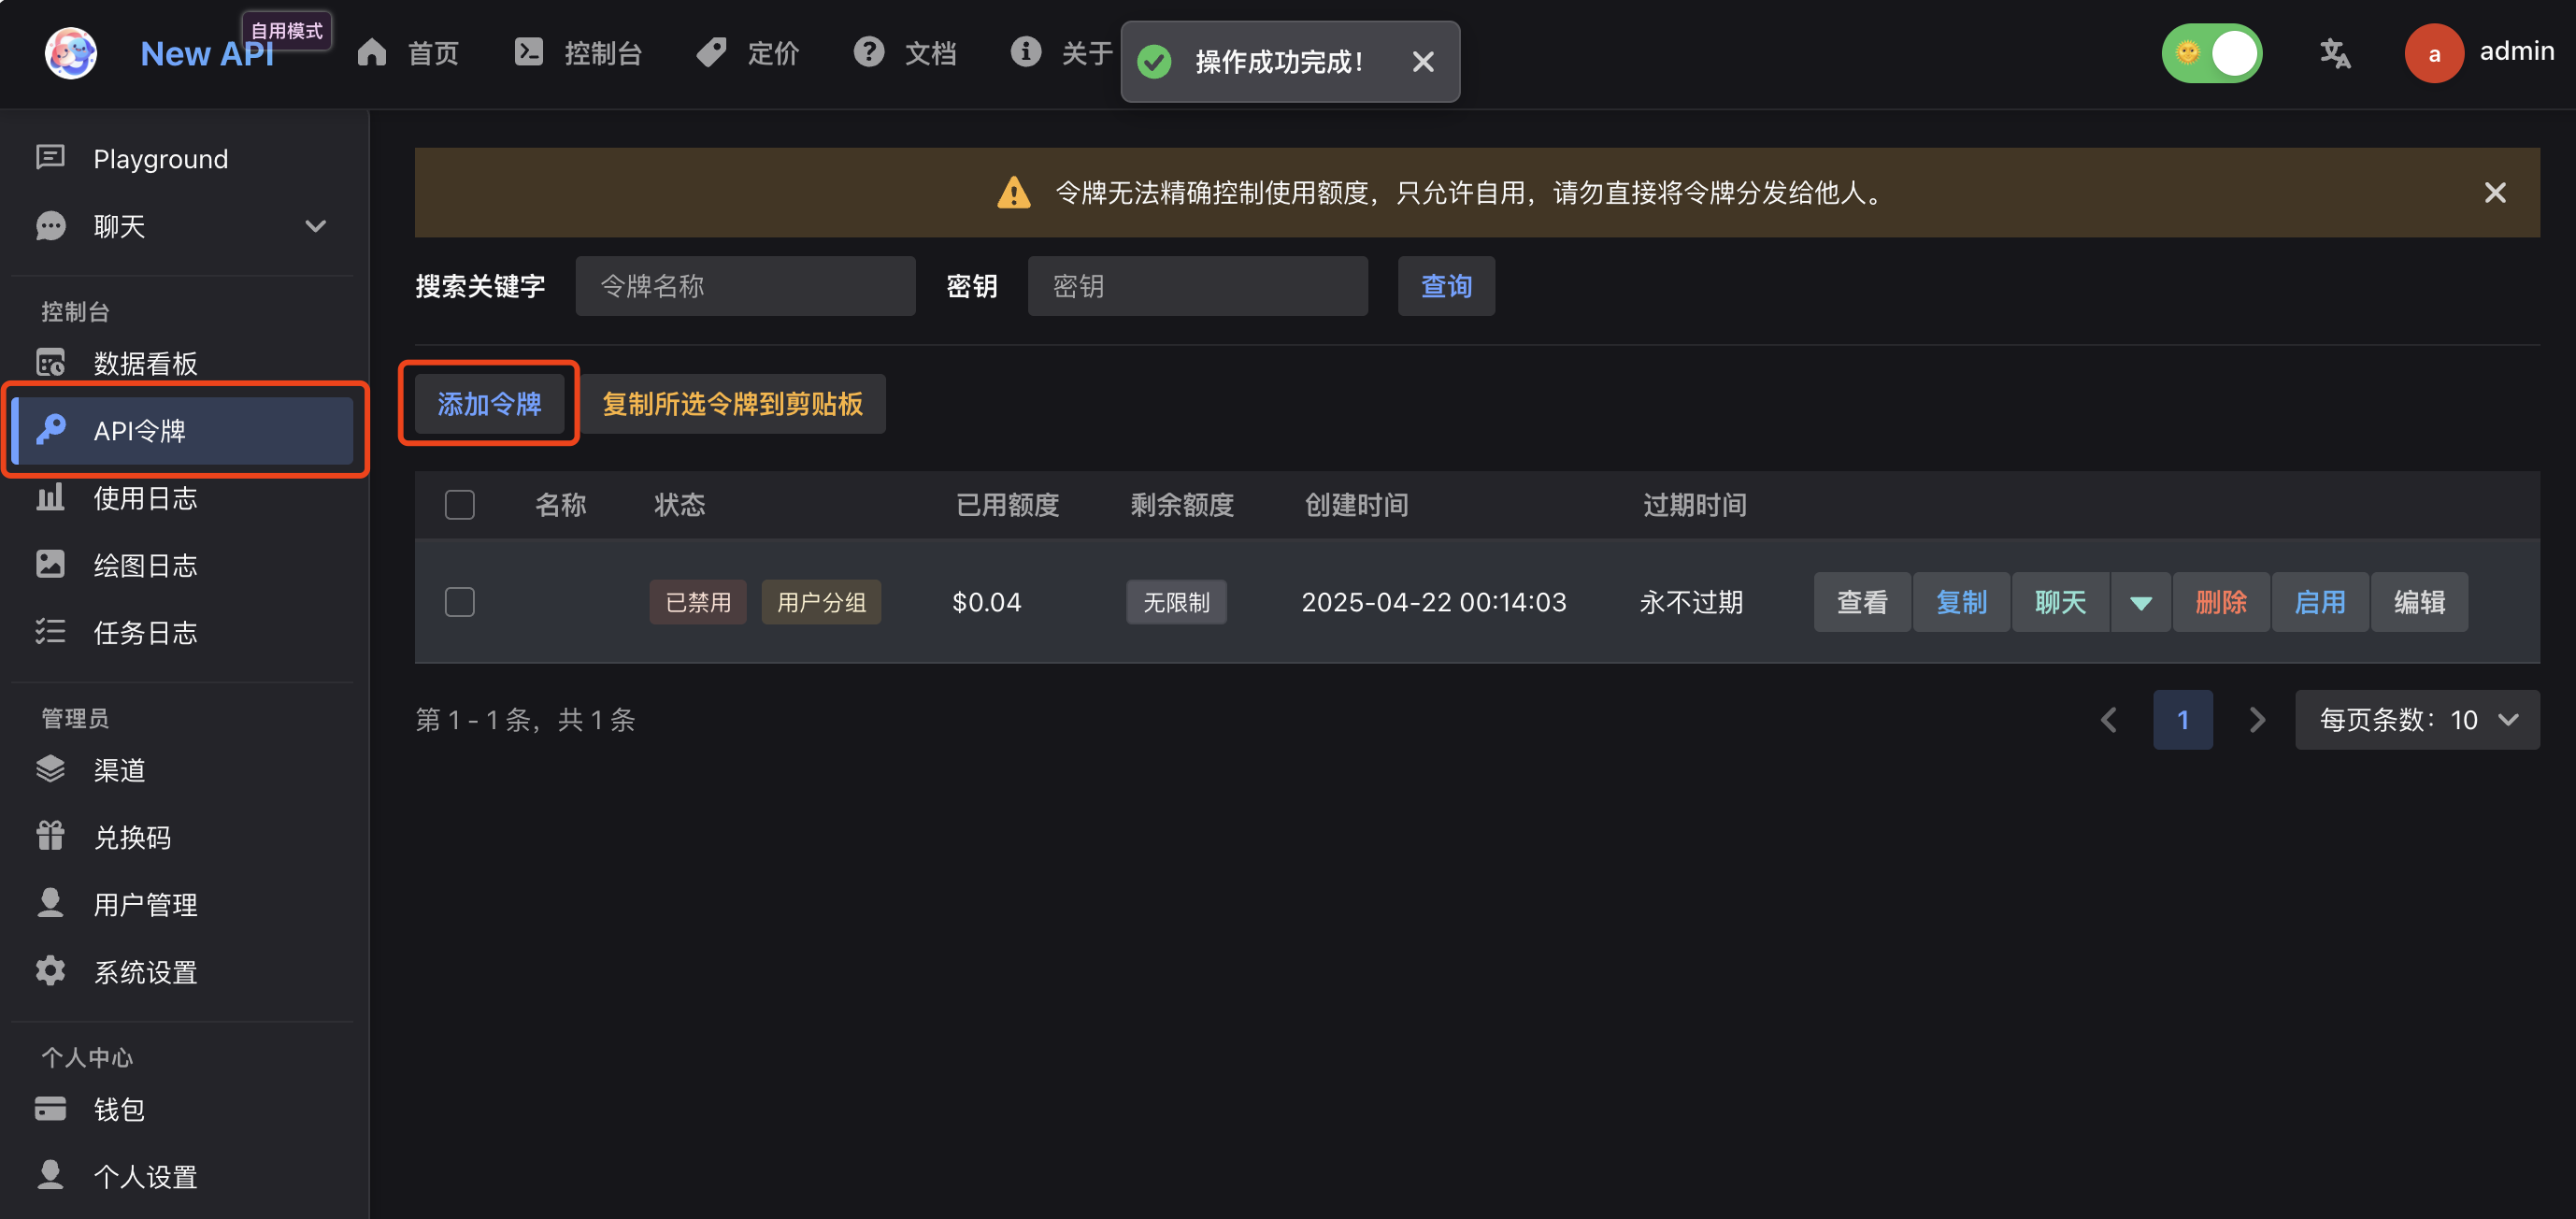 自用模式
New API 首页 控制台 定价 文档 关于 操作成功完成! a admin
Playground
聊天
控制台
数据看板
API令牌
使用日志
绘图日志
任务日志
管理员
渠道
兑换码
用户管理
系统设置
个人中心
钱包
个人设置
令牌无法精确控制使用额度，只允许自用，请勿直接将令牌分发给他人。
搜索关键字 令牌名称 密钥 密钥 查询
添加令牌 复制所选令牌到剪贴板
名称 状态 已用额度 剩余额度 创建时间 过期时间
已禁用 用户分组 $0.04 无限制 2025-04-22 00:14:03 永不过期 查看 复制 聊天 删除 启用 编辑
第 1 - 1 条，共 1 条 1 每页条数：10